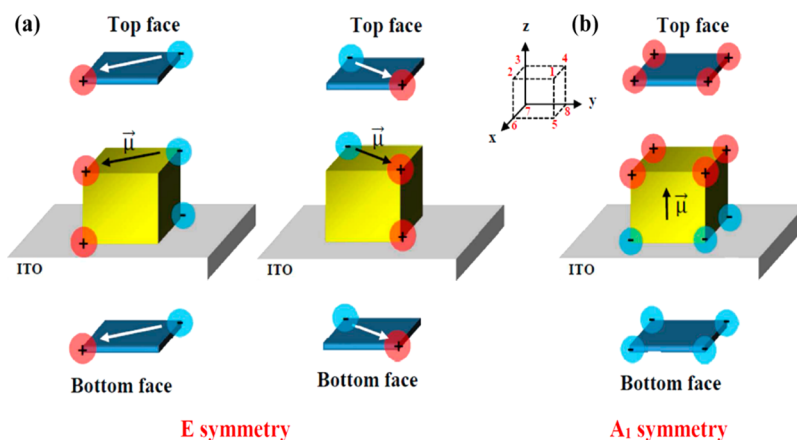 (a)
Top face
Top face
(b)
Top face
- + - +
z
3 4
2 1
7 8
6 5
x y
+ + + +
μ⃗ - +
μ⃗ - +
+ + + +
μ⃗
+ -
+
- - -
ITO
ITO
ITO
+ - - +
- - - -
Bottom face
Bottom face
Bottom face
E symmetry
A₁ symmetry